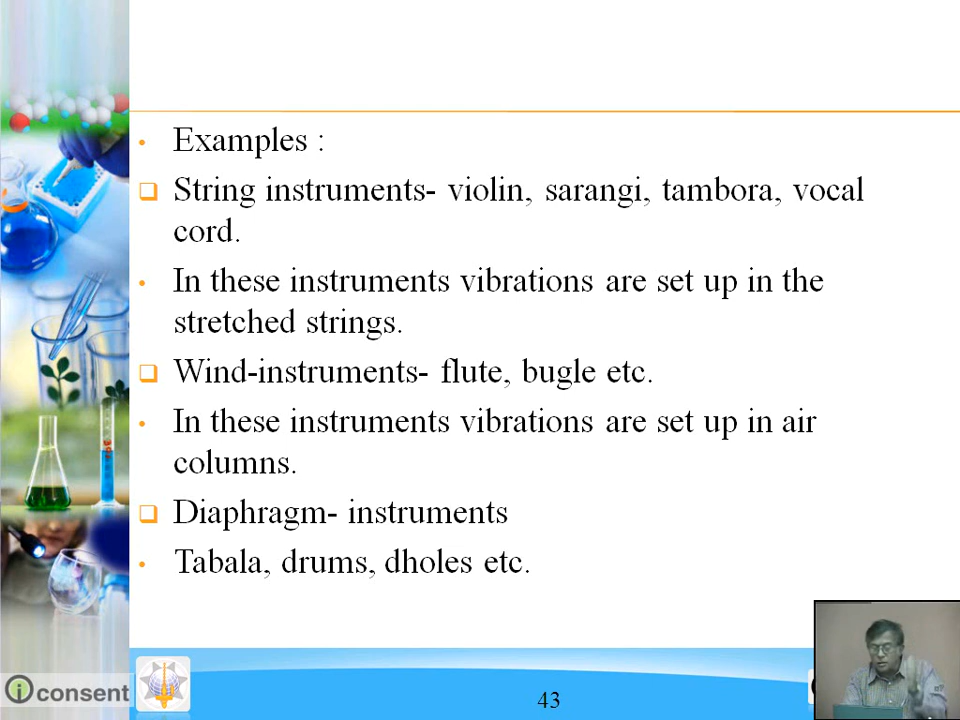 Examples :
String instruments- violin, sarangi, tambora, vocal
cord.
In these instruments vibrations are set up in the
stretched strings.
Wind-instruments- flute, bugle etc.
In these instruments vibrations are set up in air
columns.
Diaphragm- instruments
Tabala, drums, dholes etc.
i consent
43